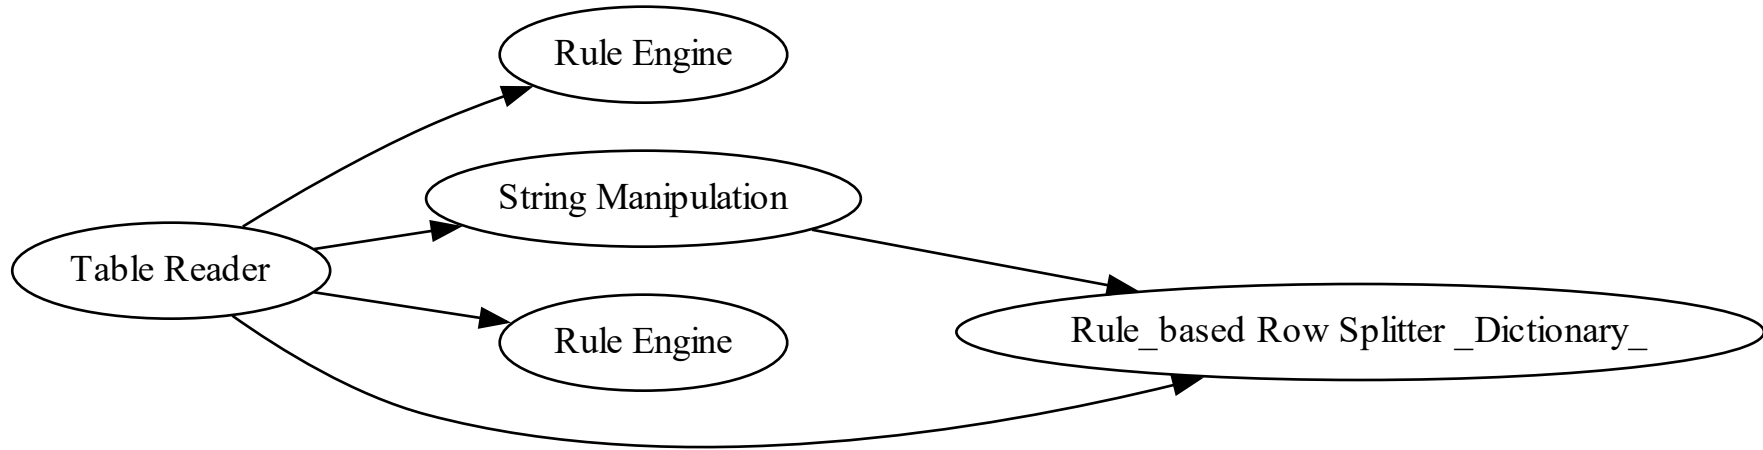 Rule Engine
String Manipulation
Table Reader
Rule_based Row Splitter _Dictionary_
Rule Engine